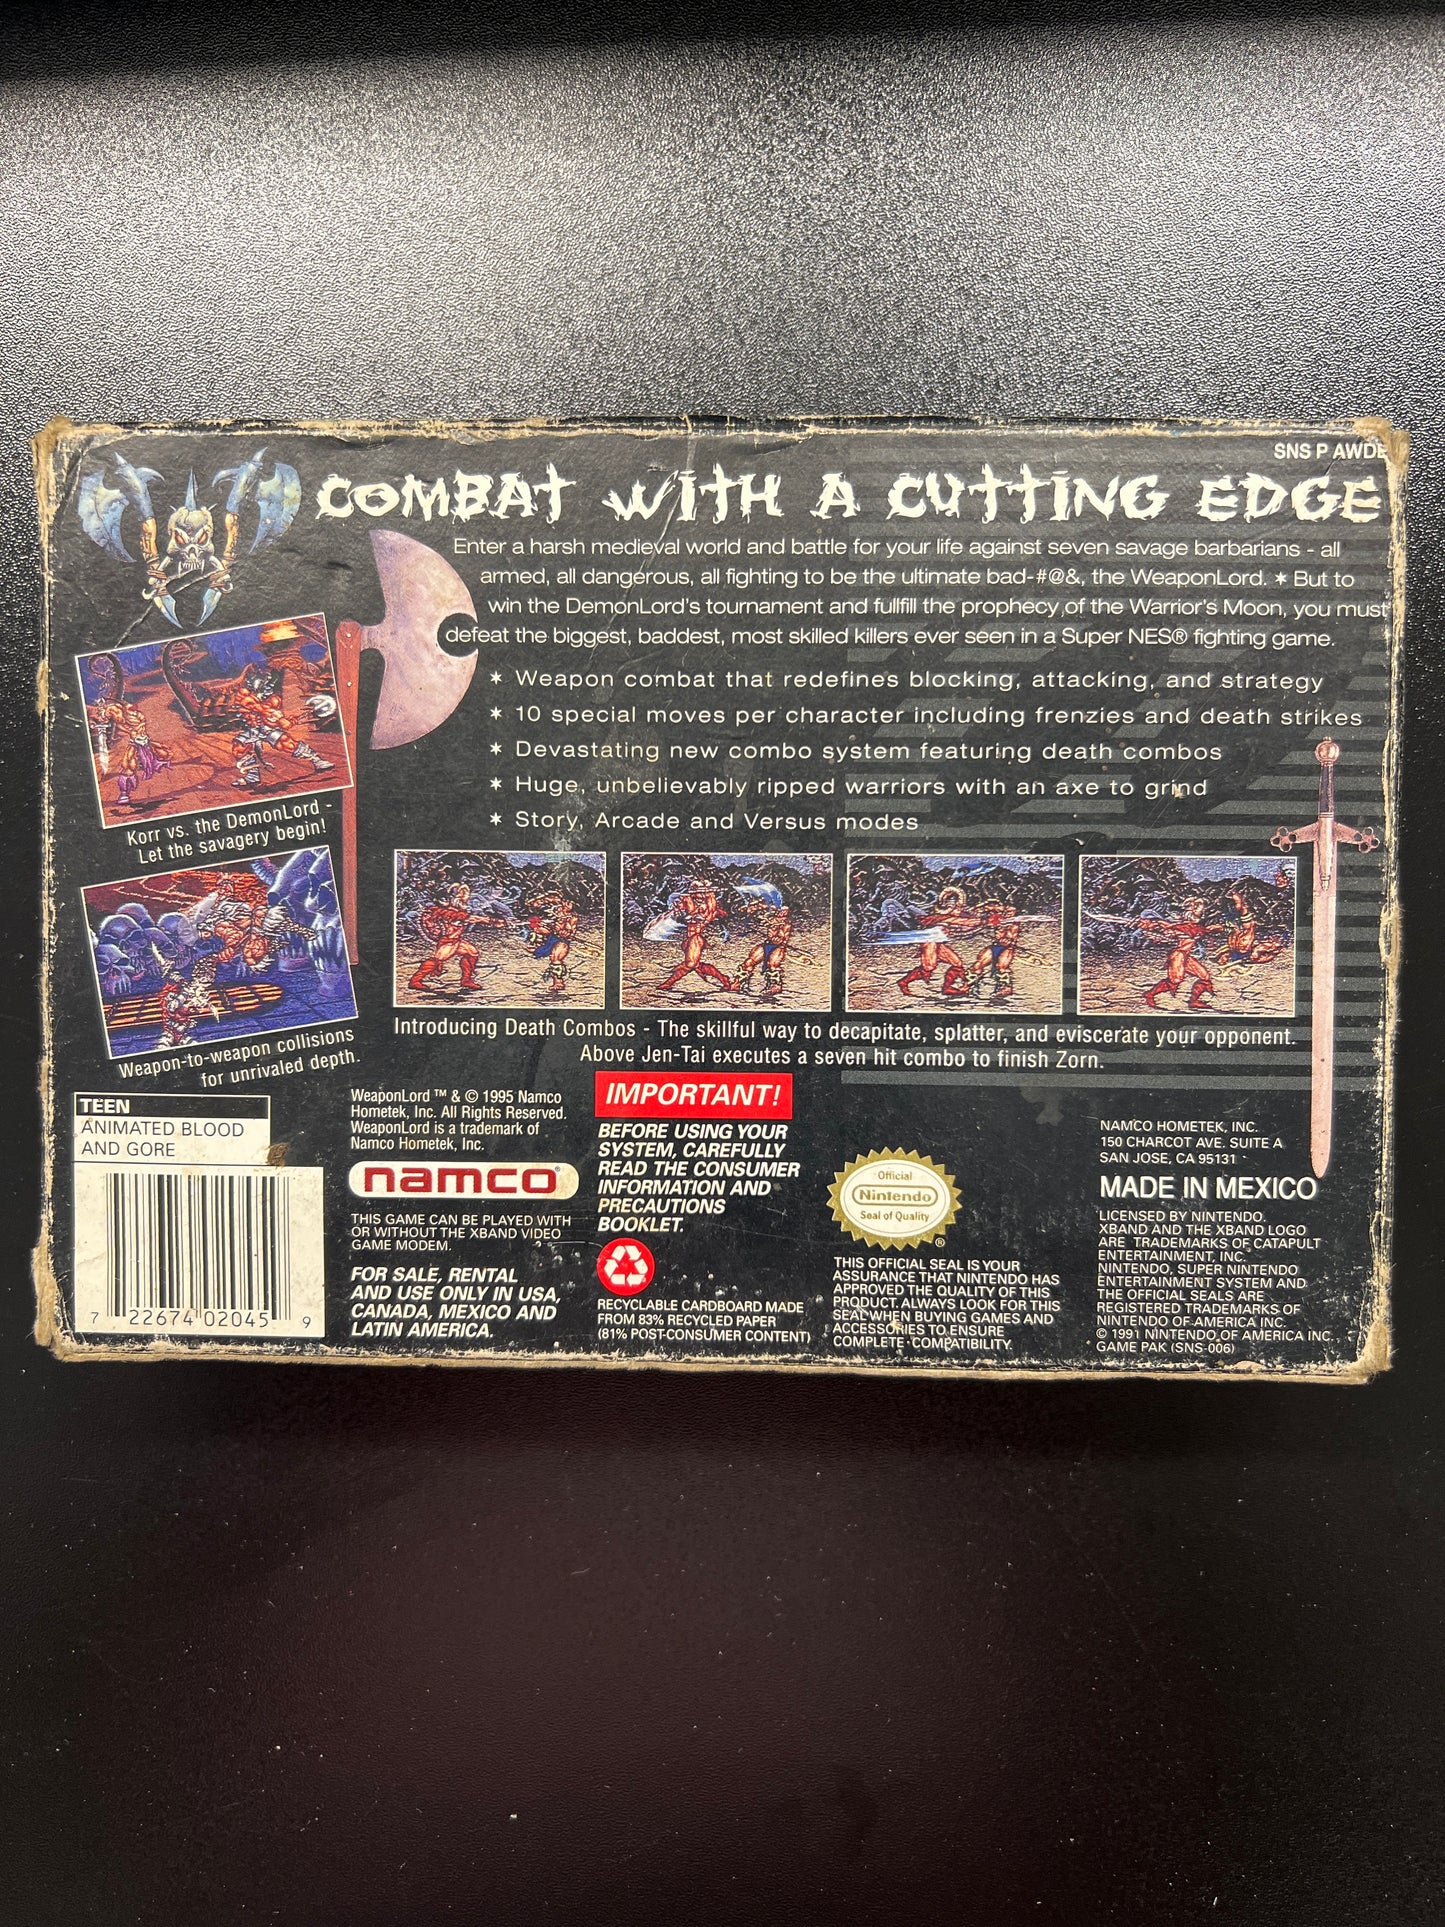 SNS P AWDE
COMBAT WITH A CUTTING EDGE
Enter a harsh medieval world and battle for your life against seven savage barbarians - all
armed, all dangerous, all fighting to be the ultimate bad-#@&, the WeaponLord. ✶ But to
win the DemonLord's tournament and fullfill the prophecy of the Warrior's Moon, you must
defeat the biggest, baddest, most skilled killers ever seen in a Super NES® fighting game.
✶ Weapon combat that redefines blocking, attacking, and strategy
✶ 10 special moves per character including frenzies and death strikes
✶ Devastating new combo system featuring death combos
✶ Huge, unbelievably ripped warriors with an axe to grind
✶ Story, Arcade and Versus modes
Korr vs. the DemonLord -
Let the savagery begin!
Weapon-to-weapon collisions
for unrivaled depth.
Introducing Death Combos - The skillful way to decapitate, splatter, and eviscerate your opponent.
Above Jen-Tai executes a seven hit combo to finish Zorn.
TEEN
ANIMATED BLOOD
AND GORE
7 22674 02045 9
WeaponLord ™ & © 1995 Namco
Hometek, Inc. All Rights Reserved.
WeaponLord is a trademark of
Namco Hometek, Inc.
namco®
THIS GAME CAN BE PLAYED WITH
OR WITHOUT THE XBAND VIDEO
GAME MODEM.
FOR SALE, RENTAL
AND USE ONLY IN USA,
CANADA, MEXICO AND
LATIN AMERICA.
IMPORTANT!
BEFORE USING YOUR
SYSTEM, CAREFULLY
READ THE CONSUMER
INFORMATION AND
PRECAUTIONS
BOOKLET.
RECYCLABLE CARDBOARD MADE
FROM 83% RECYCLED PAPER
(81% POST-CONSUMER CONTENT)
Official
Nintendo
Seal of Quality
®
THIS OFFICIAL SEAL IS YOUR
ASSURANCE THAT NINTENDO HAS
APPROVED THE QUALITY OF THIS
PRODUCT. ALWAYS LOOK FOR THIS
SEAL WHEN BUYING GAMES AND
ACCESSORIES TO ENSURE
COMPLETE COMPATIBILITY.
NAMCO HOMETEK, INC.
150 CHARCOT AVE. SUITE A
SAN JOSE, CA 95131
MADE IN MEXICO
LICENSED BY NINTENDO.
XBAND AND THE XBAND LOGO
ARE TRADEMARKS OF CATAPULT
ENTERTAINMENT, INC.
NINTENDO, SUPER NINTENDO
ENTERTAINMENT SYSTEM AND
THE OFFICIAL SEALS ARE
REGISTERED TRADEMARKS OF
NINTENDO OF AMERICA INC.
© 1991 NINTENDO OF AMERICA INC.
GAME PAK (SNS-006)